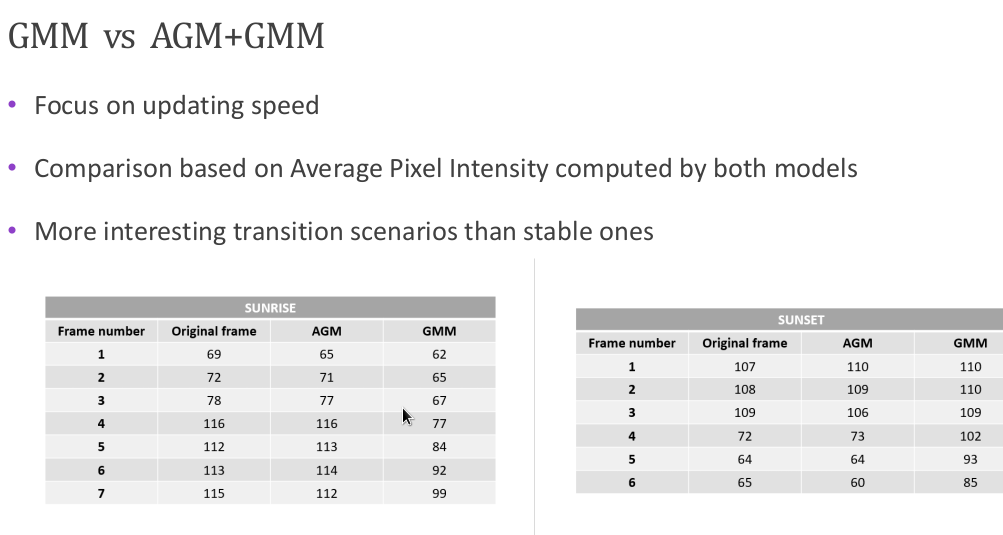 GMM vs AGM+GMM
• Focus on updating speed
• Comparison based on Average Pixel Intensity computed by both models
• More interesting transition scenarios than stable ones
SUNRISE
Frame number Original frame AGM GMM
1 69 65 62
2 72 71 65
3 78 77 67
4 116 116 77
5 112 113 84
6 113 114 92
7 115 112 99
SUNSET
Frame number Original frame AGM GMM
1 107 110 110
2 108 109 110
3 109 106 109
4 72 73 102
5 64 64 93
6 65 60 85